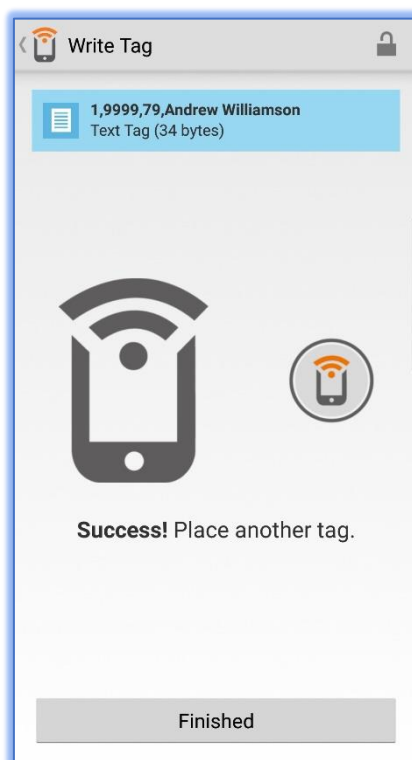 Write Tag
1,9999,79,Andrew Williamson
Text Tag (34 bytes)
Success! Place another tag.
Finished